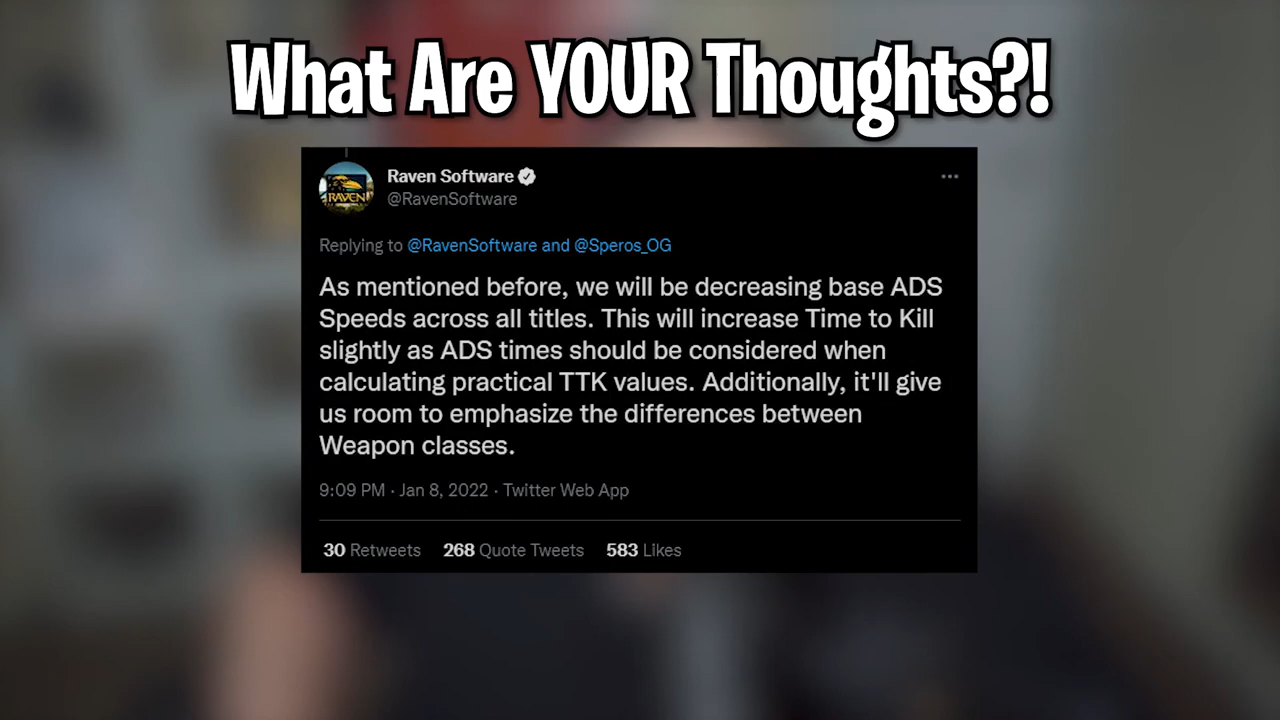 What Are YOUR Thoughts?!
RAVEN
Raven Software
@RavenSoftware
Replying to @RavenSoftware and @Speros_OG
As mentioned before, we will be decreasing base ADS
Speeds across all titles. This will increase Time to Kill
slightly as ADS times should be considered when
calculating practical TTK values. Additionally, it'll give
us room to emphasize the differences between
Weapon classes.
9:09 PM · Jan 8, 2022 · Twitter Web App
30 Retweets 268 Quote Tweets 583 Likes